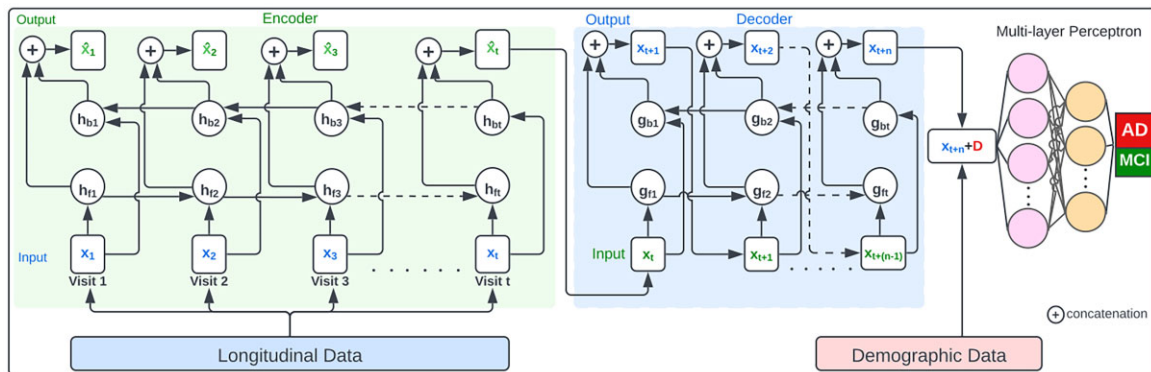 Output
Encoder
Output
Decoder
Multi-layer Perceptron
+ x̂1 + x̂2 + x̂3 x̂t
+ xt+1 + xt+2 + xt+n
hb1 hb2 hb3 hbt
gb1 gb2 gbt
xt+n+D
AD
MCI
hf1 hf2 hf3 hft
gf1 gf2 gft
Input
x1 x2 x3 xt
Input
xt xt+1 xt+(n-1)
Visit 1 Visit 2 Visit 3 Visit t
+ concatenation
Longitudinal Data
Demographic Data